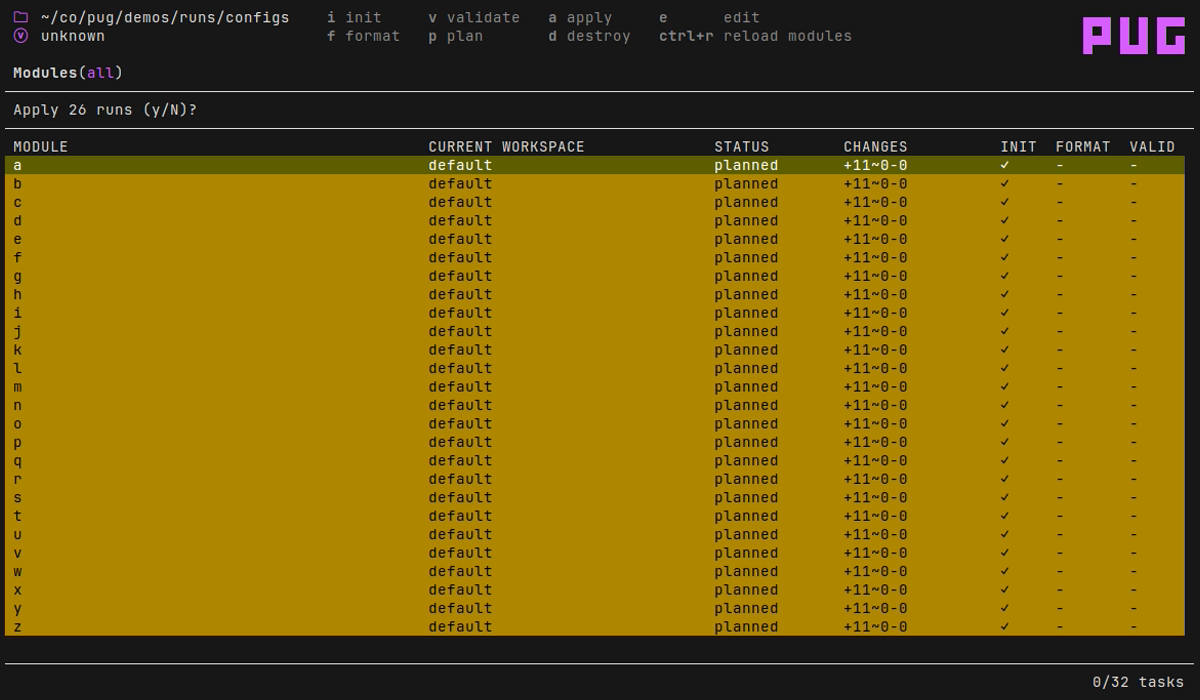 ~/co/pug/demos/runs/configs i init v validate a apply e edit
unknown f format p plan d destroy ctrl+r reload modules
PUG
Modules(all)
Apply 26 runs (y/N)?
MODULE CURRENT WORKSPACE STATUS CHANGES INIT FORMAT VALID
a default planned +11~0-0 ✓ - -
b default planned +11~0-0 ✓ - -
c default planned +11~0-0 ✓ - -
d default planned +11~0-0 ✓ - -
e default planned +11~0-0 ✓ - -
f default planned +11~0-0 ✓ - -
g default planned +11~0-0 ✓ - -
h default planned +11~0-0 ✓ - -
i default planned +11~0-0 ✓ - -
j default planned +11~0-0 ✓ - -
k default planned +11~0-0 ✓ - -
l default planned +11~0-0 ✓ - -
m default planned +11~0-0 ✓ - -
n default planned +11~0-0 ✓ - -
o default planned +11~0-0 ✓ - -
p default planned +11~0-0 ✓ - -
q default planned +11~0-0 ✓ - -
r default planned +11~0-0 ✓ - -
s default planned +11~0-0 ✓ - -
t default planned +11~0-0 ✓ - -
u default planned +11~0-0 ✓ - -
v default planned +11~0-0 ✓ - -
w default planned +11~0-0 ✓ - -
x default planned +11~0-0 ✓ - -
y default planned +11~0-0 ✓ - -
z default planned +11~0-0 ✓ - -
0/32 tasks